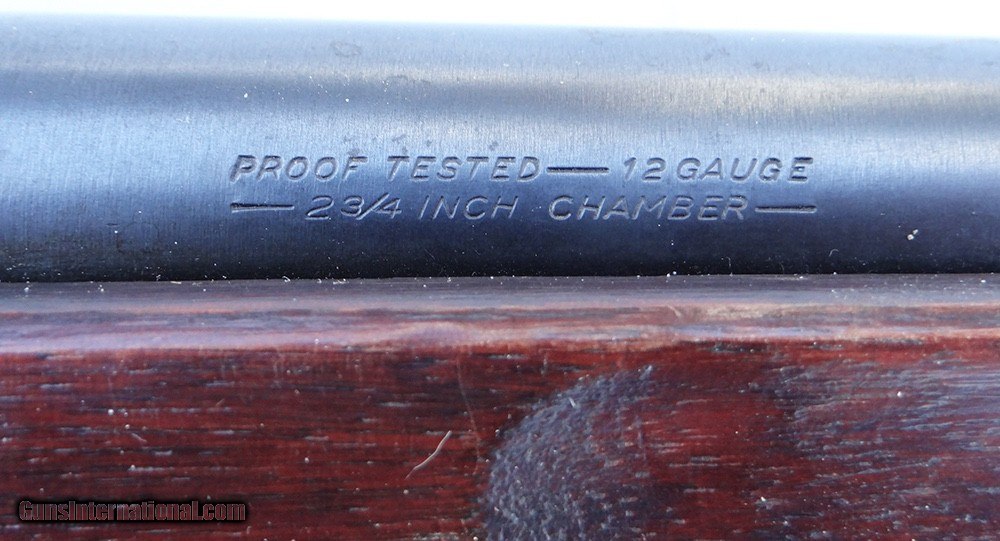 PROOF TESTED — 12 GAUGE
— 2 3/4 INCH CHAMBER —
GunsInternational.com